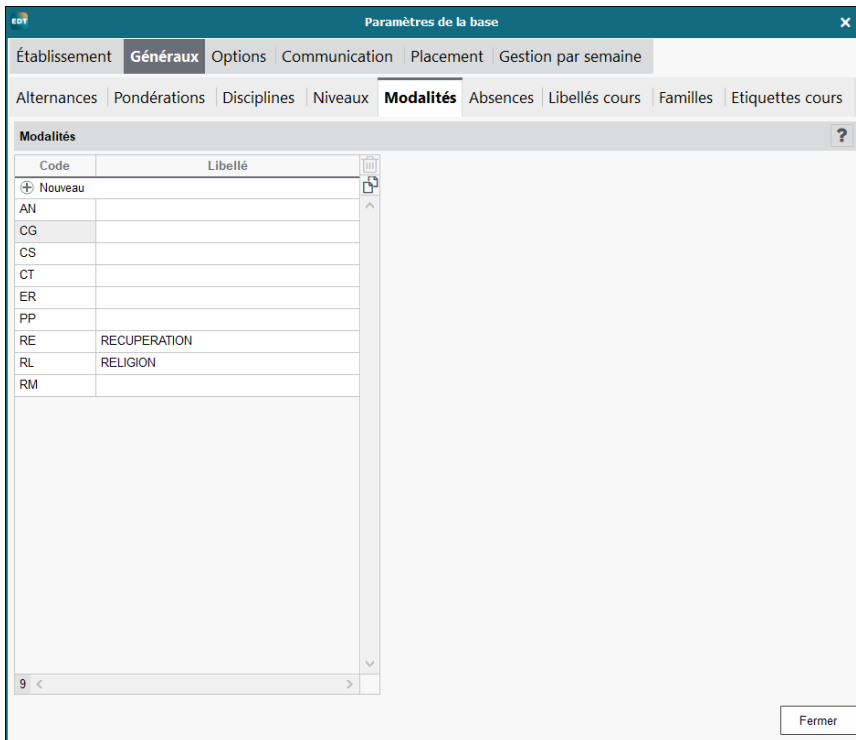 EDT Paramètres de la base
Établissement Généraux Options Communication Placement Gestion par semaine
Alternances Pondérations Disciplines Niveaux Modalités Absences Libellés cours Familles Etiquettes cours
Modalités ?
Code Libellé
Nouveau
AN
CG
CS
CT
ER
PP
RE RECUPERATION
RL RELIGION
RM
9
Fermer